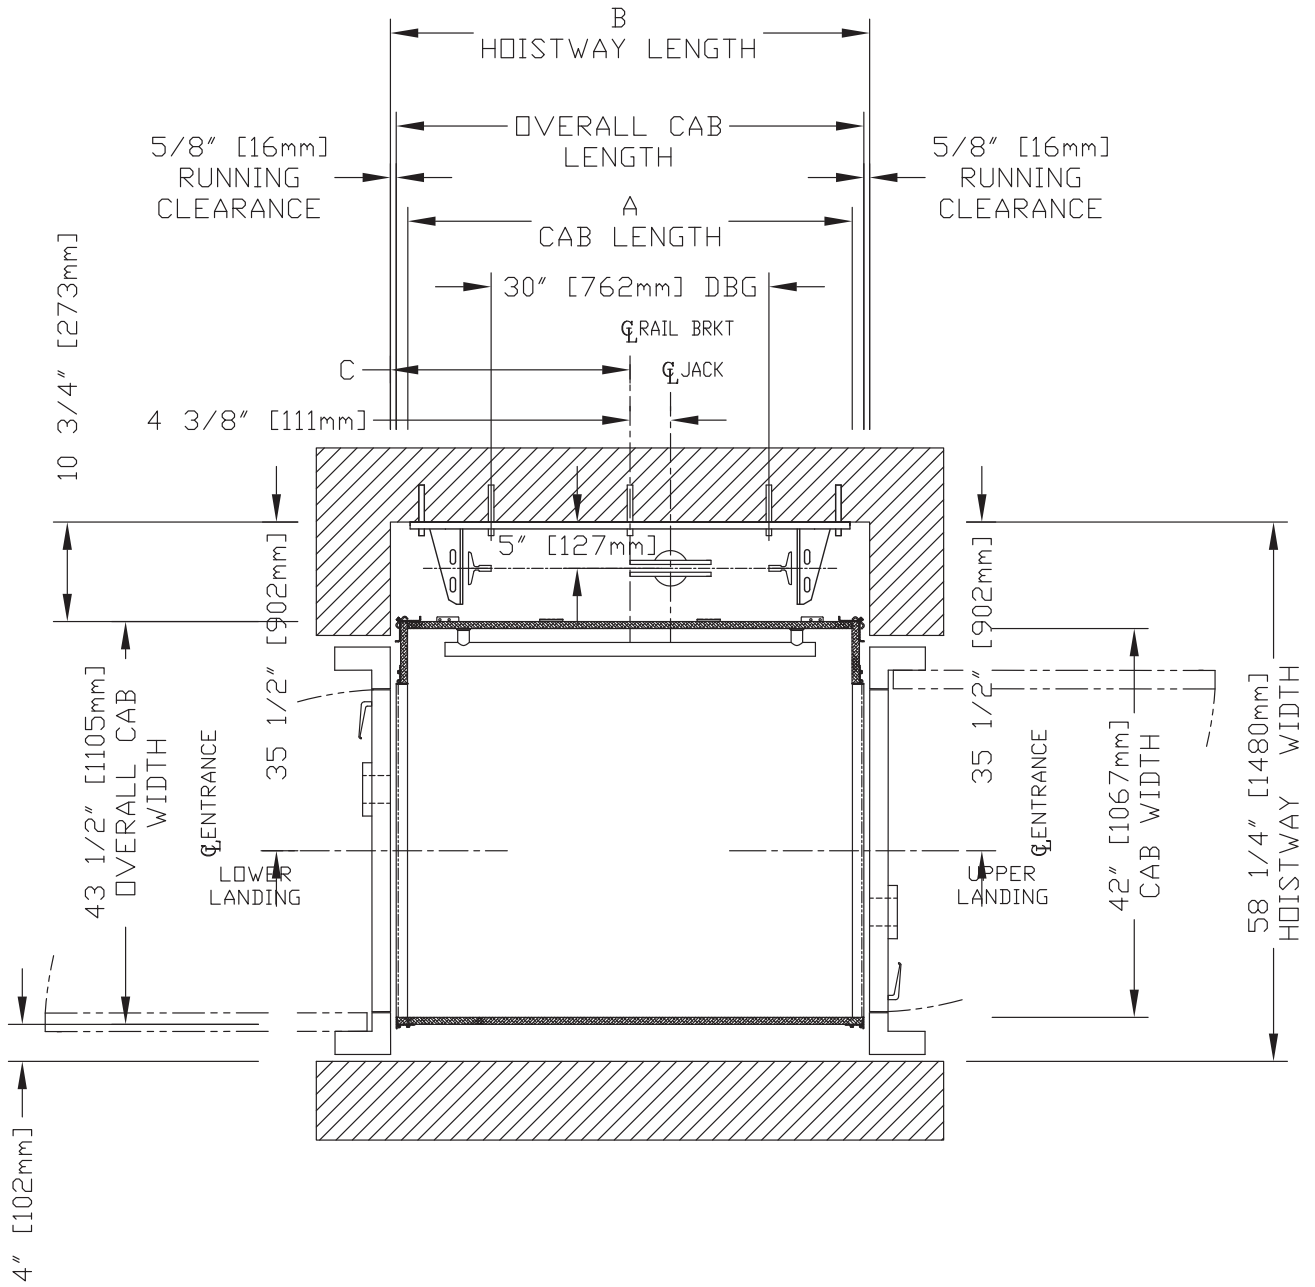 B
HOISTWAY LENGTH
OVERALL CAB
LENGTH
5/8" [16mm]
RUNNING
CLEARANCE
5/8" [16mm]
RUNNING
CLEARANCE
A
CAB LENGTH
30" [762mm] DBG
℄ RAIL BRKT
C
℄ JACK
4 3/8" [111mm]
10 3/4" [273mm]
5" [127mm]
35 1/2" [902mm]
35 1/2" [902mm]
43 1/2" [1105mm]
OVERALL CAB
WIDTH
℄ ENTRANCE
LOWER
LANDING
℄ ENTRANCE
UPPER
LANDING
42" [1067mm]
CAB WIDTH
58 1/4" [1480mm]
HOISTWAY WIDTH
4" [102mm]